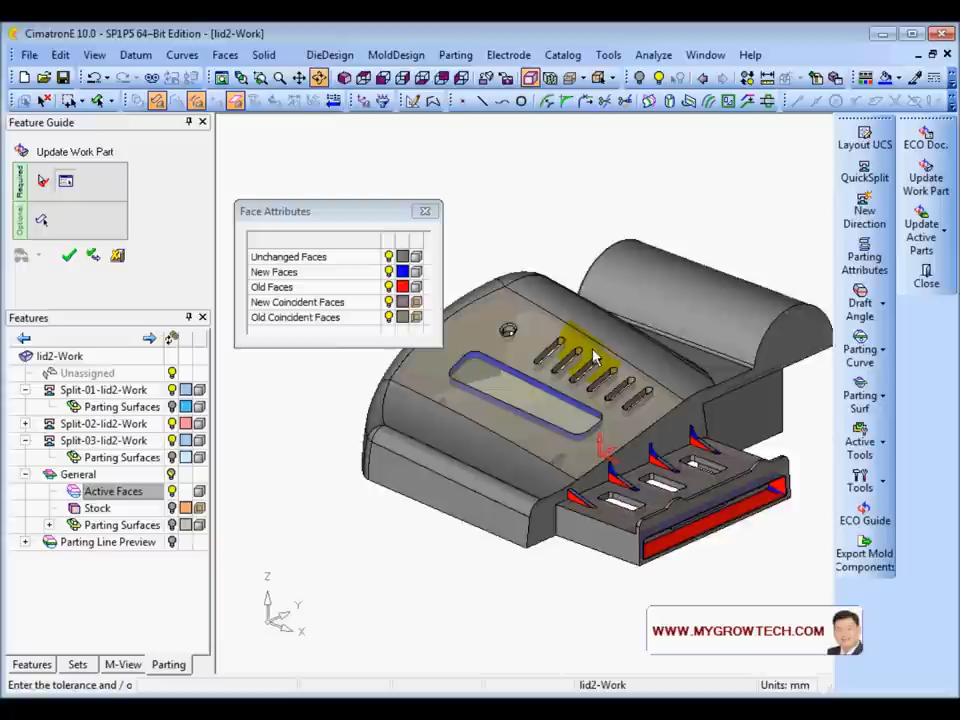 CimatronE 10.0 - SP1P5 64-Bit Edition - [lid2-Work]
File Edit View Datum Curves Faces Solid DieDesign MoldDesign Parting Electrode Catalog Tools Analyze Window Help
Feature Guide
Update Work Part
Required
Optional
Features
lid2-Work
Unassigned
Split-01-lid2-Work
Parting Surfaces
Split-02-lid2-Work
Split-03-lid2-Work
Parting Surfaces
General
Active Faces
Stock
Parting Surfaces
Parting Line Preview
Features Sets M-View Parting
Face Attributes
Unchanged Faces
New Faces
Old Faces
New Coincident Faces
Old Coincident Faces
Z
Y
X
WWW.MYGROWTECH.COM
Layout UCS
QuickSplit
New
Direction
Parting
Attributes
Draft
Angle
Parting
Curve
Parting
Surf
Active
Tools
Tools
ECO Guide
Export Mold
Components
ECO Doc.
Update
Work Part
Update
Active
Parts
Close
Enter the tolerance and / o
lid2-Work
Units: mm